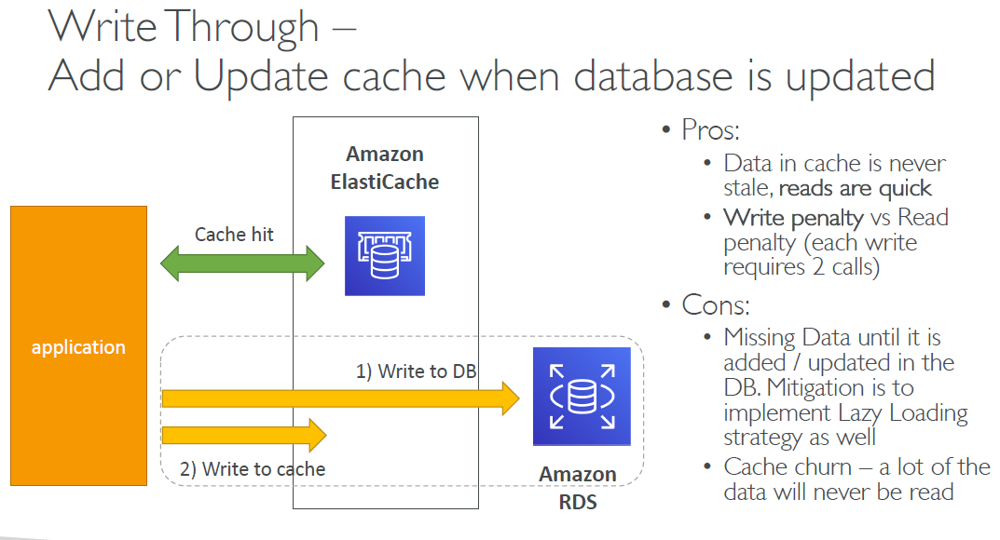 Write Through –
Add or Update cache when database is updated
Amazon
ElastiCache
Cache hit
application
1) Write to DB
2) Write to cache
Amazon
RDS
• Pros:
• Data in cache is never
stale, reads are quick
• Write penalty vs Read
penalty (each write
requires 2 calls)
• Cons:
• Missing Data until it is
added / updated in the
DB. Mitigation is to
implement Lazy Loading
strategy as well
• Cache churn – a lot of the
data will never be read